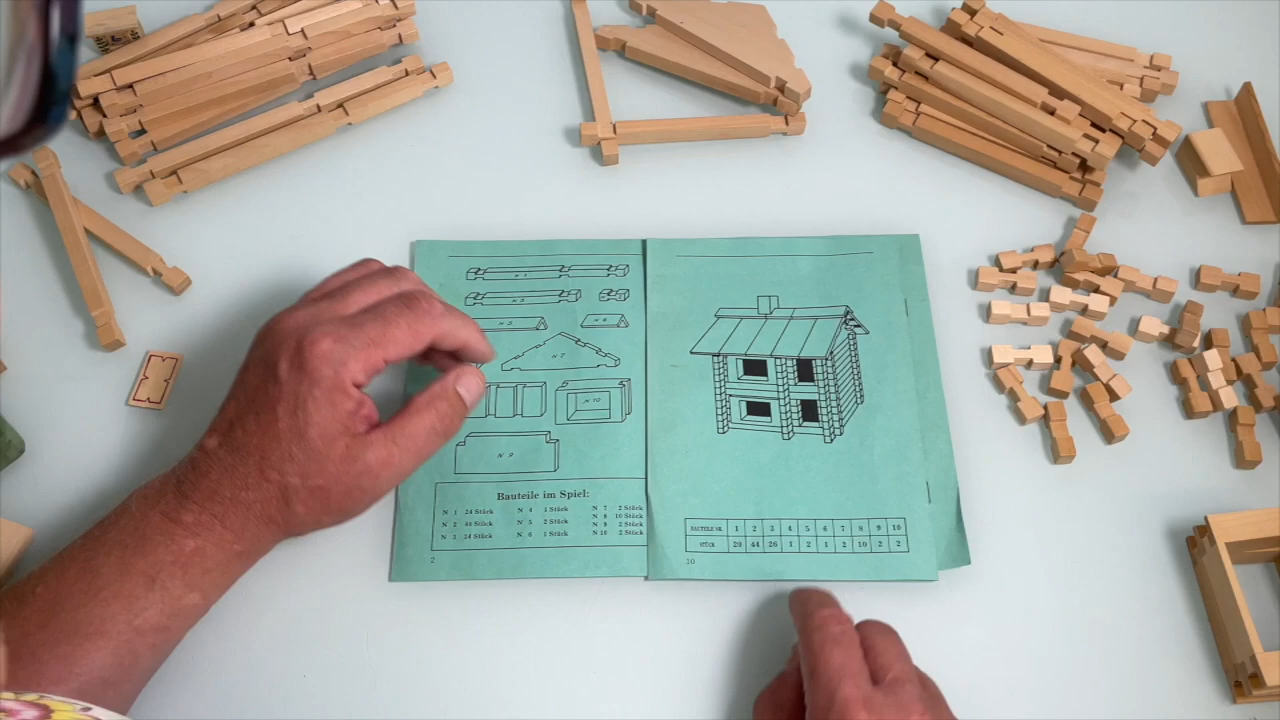 N 1
N 2
N 5
N 6
N 7
N 10
N 9
Bauteile im Spiel:
N 1 24 Stück N 4 1 Stück N 7 2 Stück
N 2 48 Stück N 5 2 Stück N 8 10 Stück
N 3 24 Stück N 6 1 Stück N 9 2 Stück
N 10 2 Stück
2
BAUTEILE NR. 1 2 3 4 5 6 7 8 9 10
STÜCK 20 44 26 1 2 1 2 10 2 2
10